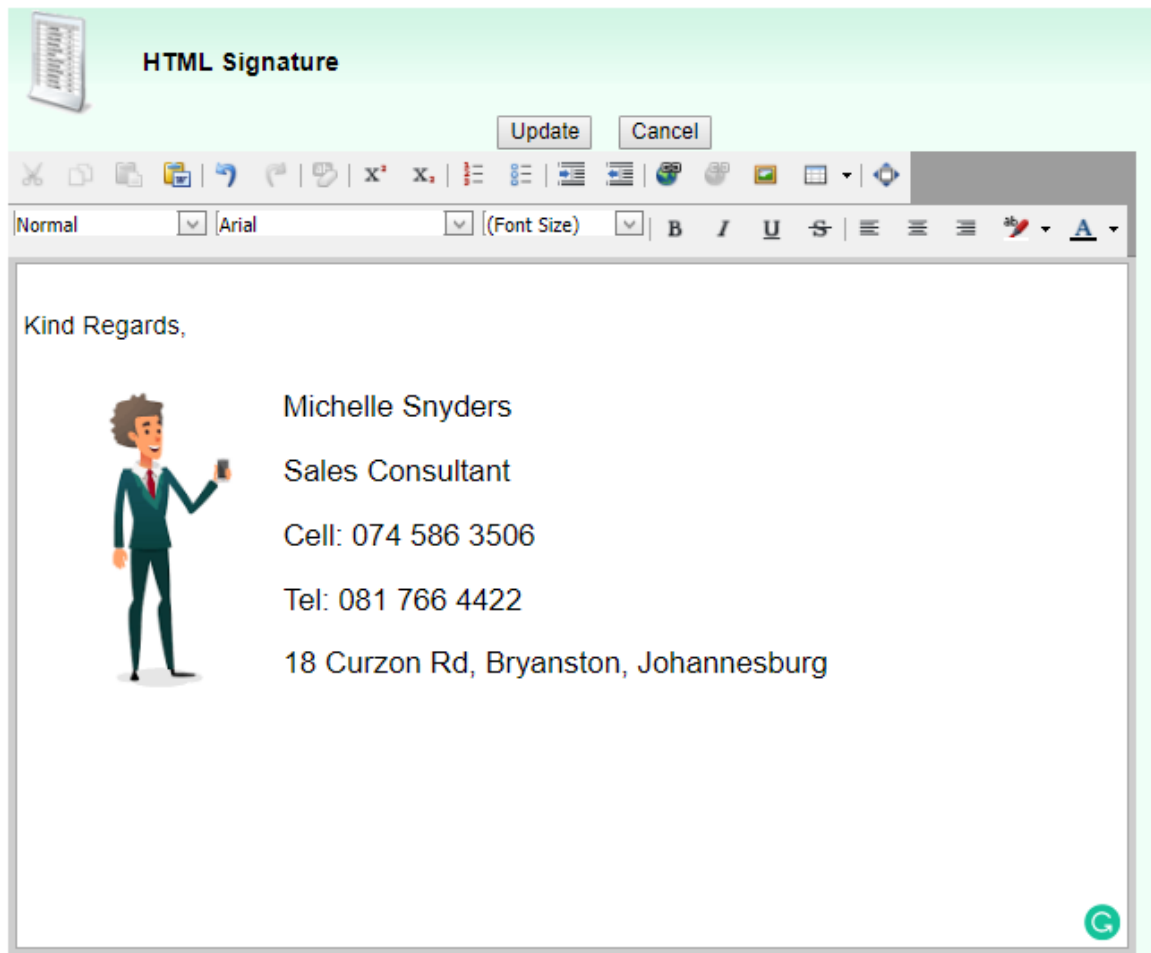 HTML Signature
Update Cancel
Normal Arial (Font Size) B I U S ab A
Kind Regards,
Michelle Snyders
Sales Consultant
Cell: 074 586 3506
Tel: 081 766 4422
18 Curzon Rd, Bryanston, Johannesburg